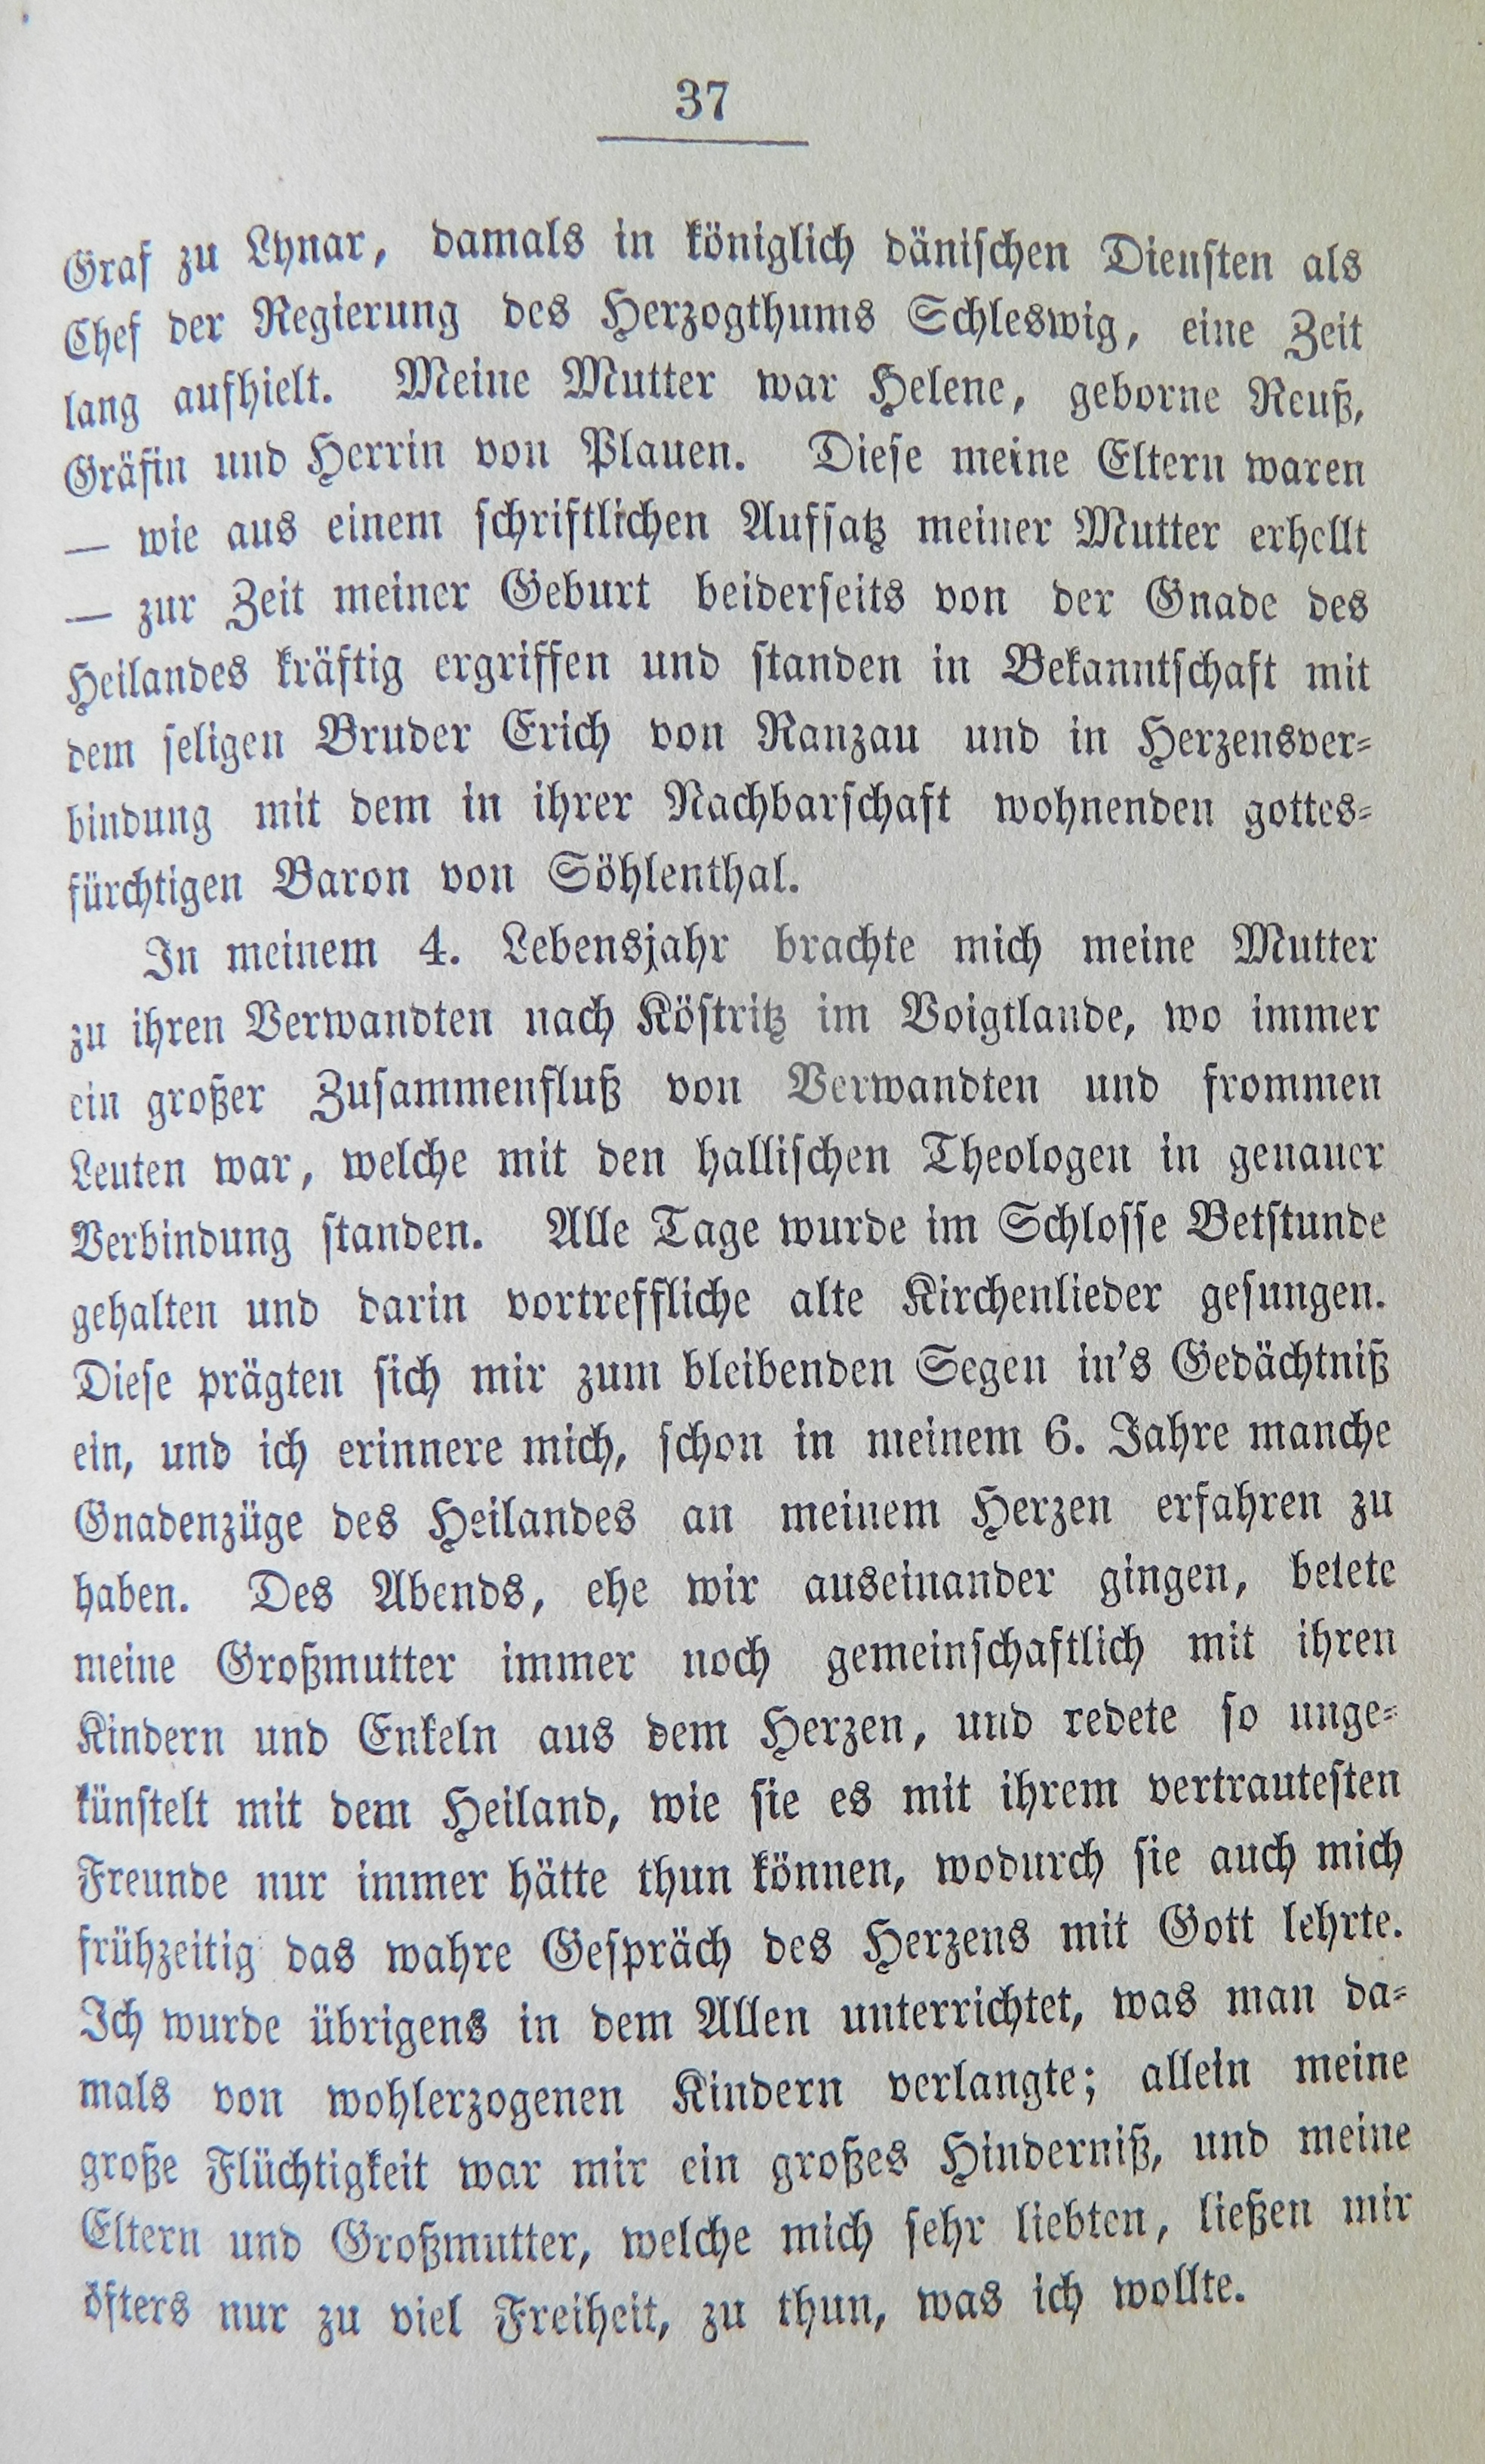 37
Graf zu Lynar, damals in königlich dänischen Diensten als
Chef der Regierung des Herzogthums Schleswig, eine Zeit
lang aufhielt. Meine Mutter war Helene, geborne Reuß,
Gräfin und Herrin von Plauen. Diese meine Eltern waren
— wie aus einem schriftlichen Aufsatz meiner Mutter erhellt
— zur Zeit meiner Geburt beiderseits von der Gnade des
Heilandes kräftig ergriffen und standen in Bekanntschaft mit
dem seligen Bruder Erich von Ranzau und in Herzensver-
bindung mit dem in ihrer Nachbarschaft wohnenden gottes-
fürchtigen Baron von Söhlenthal.
In meinem 4. Lebensjahr brachte mich meine Mutter
zu ihren Verwandten nach Köstritz im Voigtlande, wo immer
ein großer Zusammenfluß von Verwandten und frommen
Leuten war, welche mit den hallischen Theologen in genauer
Verbindung standen. Alle Tage wurde im Schlosse Betstunde
gehalten und darin vortreffliche alte Kirchenlieder gesungen.
Diese prägten sich mir zum bleibenden Segen in's Gedächtniß
ein, und ich erinnere mich, schon in meinem 6. Jahre manche
Gnadenzüge des Heilandes an meinem Herzen erfahren zu
haben. Des Abends, ehe wir auseinander gingen, betete
meine Großmutter immer noch gemeinschaftlich mit ihren
Kindern und Enkeln aus dem Herzen, und redete so unge-
künstelt mit dem Heiland, wie sie es mit ihrem vertrautesten
Freunde nur immer hätte thun können, wodurch sie auch mich
frühzeitig das wahre Gespräch des Herzens mit Gott lehrte.
Ich wurde übrigens in dem Allen unterrichtet, was man da-
mals von wohlerzogenen Kindern verlangte; allein meine
große Flüchtigkeit war mir ein großes Hinderniß, und meine
Eltern und Großmutter, welche mich sehr liebten, ließen mir
öfters nur zu viel Freiheit, zu thun, was ich wollte.